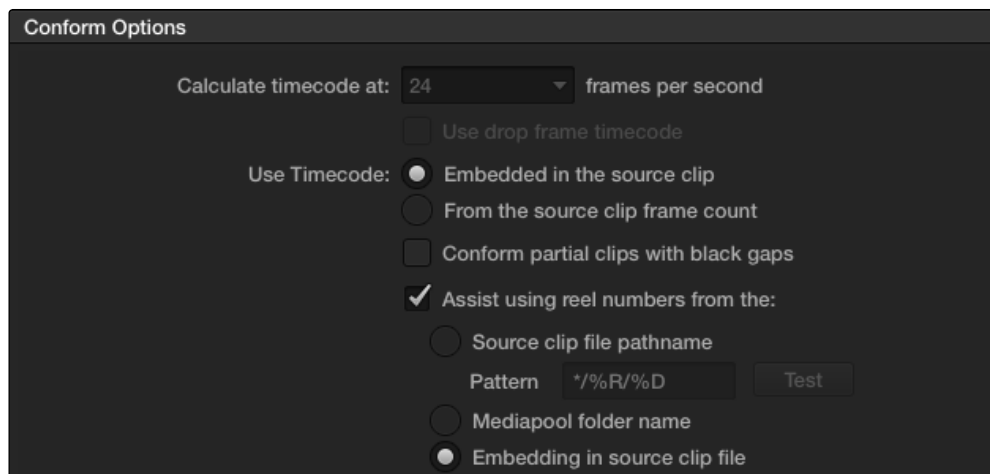 Conform Options
Calculate timecode at: 24 frames per second
Use drop frame timecode
Use Timecode: Embedded in the source clip
From the source clip frame count
Conform partial clips with black gaps
Assist using reel numbers from the:
Source clip file pathname
Pattern */%R/%D Test
Mediapool folder name
Embedding in source clip file